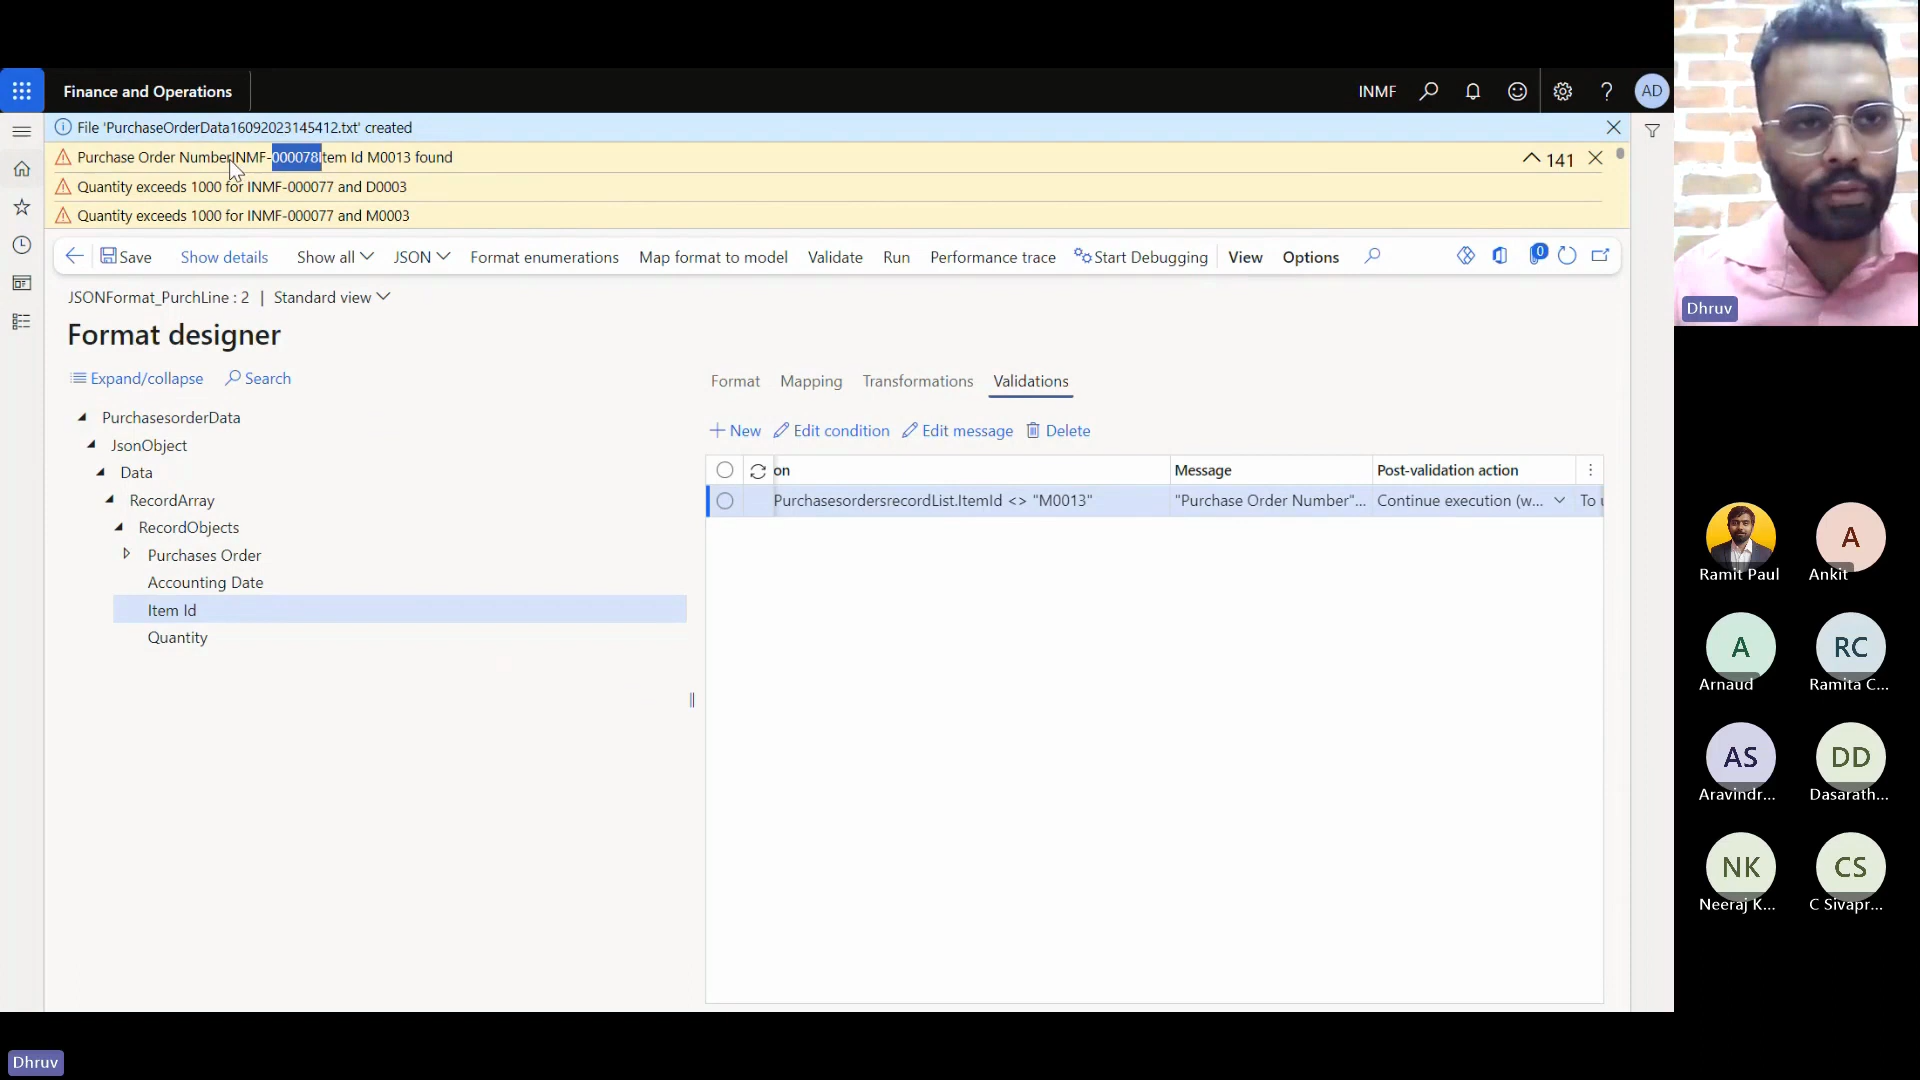 Finance and Operations
INMF
?
AD
File 'PurchaseOrderData16092023145412.txt' created
Purchase Order NumberINMF-000078Item Id M0013 found
141
Quantity exceeds 1000 for INMF-000077 and D0003
Quantity exceeds 1000 for INMF-000077 and M0003
Save
Show details
Show all
JSON
Format enumerations
Map format to model
Validate
Run
Performance trace
Start Debugging
View
Options
0
JSONFormat_PurchLine : 2 | Standard view
Format designer
Expand/collapse
Search
PurchasesorderData
JsonObject
Data
RecordArray
RecordObjects
Purchases Order
Accounting Date
Item Id
Quantity
Format
Mapping
Transformations
Validations
New
Edit condition
Edit message
Delete
on
Message
Post-validation action
PurchasesordersrecordList.ItemId <> "M0013"
"Purchase Order Number"...
Continue execution (w...
To
Dhruv
Ramit Paul
A
Ankit
A
Arnaud
RC
Ramita C...
AS
Aravindr...
DD
Dasarath...
NK
Neeraj K...
CS
C Sivapr...
Dhruv